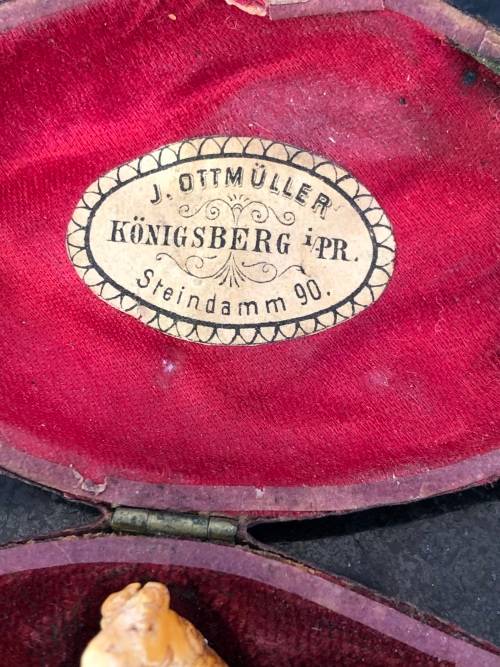 J. OTTMÜLLER
KÖNIGSBERG i/PR.
Steindamm 90.